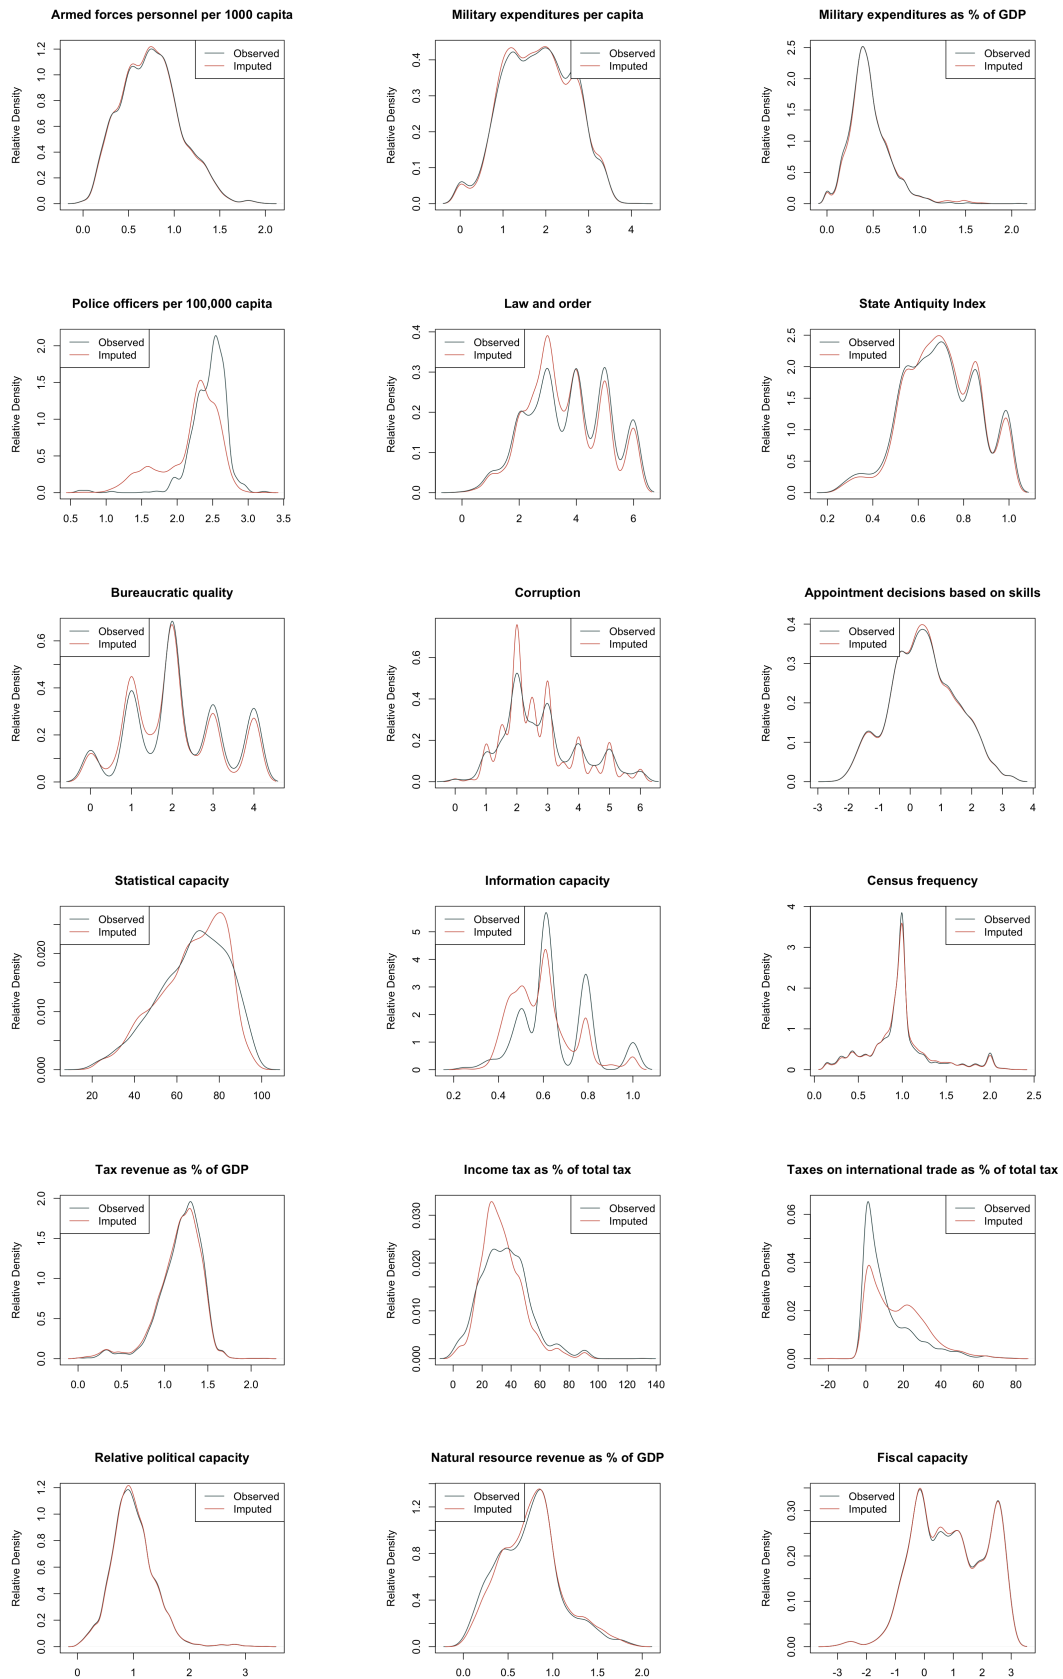 Armed forces personnel per 1000 capita
Relative Density
0.0 0.2 0.4 0.6 0.8 1.0 1.2
Observed
Imputed
0.0 0.5 1.0 1.5 2.0
Military expenditures per capita
Relative Density
0.0 0.1 0.2 0.3 0.4
Observed
Imputed
0 1 2 3 4
Military expenditures as % of GDP
Relative Density
0.0 0.5 1.0 1.5 2.0 2.5
Observed
Imputed
0.0 0.5 1.0 1.5 2.0
Police officers per 100,000 capita
Relative Density
0.0 0.5 1.0 1.5 2.0
Observed
Imputed
0.5 1.0 1.5 2.0 2.5 3.0 3.5
Law and order
Relative Density
0.0 0.1 0.2 0.3 0.4
Observed
Imputed
0 2 4 6
State Antiquity Index
Relative Density
0.0 0.5 1.0 1.5 2.0 2.5
Observed
Imputed
0.2 0.4 0.6 0.8 1.0
Bureaucratic quality
Relative Density
0.0 0.2 0.4 0.6
Observed
Imputed
0 1 2 3 4
Corruption
Relative Density
0.0 0.2 0.4 0.6
Observed
Imputed
0 1 2 3 4 5 6
Appointment decisions based on skills
Relative Density
0.0 0.1 0.2 0.3 0.4
Observed
Imputed
-3 -2 -1 0 1 2 3 4
Statistical capacity
Relative Density
0.000 0.010 0.020
Observed
Imputed
20 40 60 80 100
Information capacity
Relative Density
0 1 2 3 4 5
Observed
Imputed
0.2 0.4 0.6 0.8 1.0
Census frequency
Relative Density
0 1 2 3 4
Observed
Imputed
0.0 0.5 1.0 1.5 2.0 2.5
Tax revenue as % of GDP
Relative Density
0.0 0.5 1.0 1.5 2.0
Observed
Imputed
0.0 0.5 1.0 1.5 2.0
Income tax as % of total tax
Relative Density
0.000 0.010 0.020 0.030
Observed
Imputed
0 20 40 60 80 100 120 140
Taxes on international trade as % of total tax
Relative Density
0.00 0.02 0.04 0.06
Observed
Imputed
-20 0 20 40 60 80
Relative political capacity
Relative Density
0.0 0.2 0.4 0.6 0.8 1.0 1.2
Observed
Imputed
0 1 2 3
Natural resource revenue as % of GDP
Relative Density
0.0 0.4 0.8 1.2
Observed
Imputed
0.0 0.5 1.0 1.5 2.0
Fiscal capacity
Relative Density
0.00 0.10 0.20 0.30
Observed
Imputed
-3 -2 -1 0 1 2 3